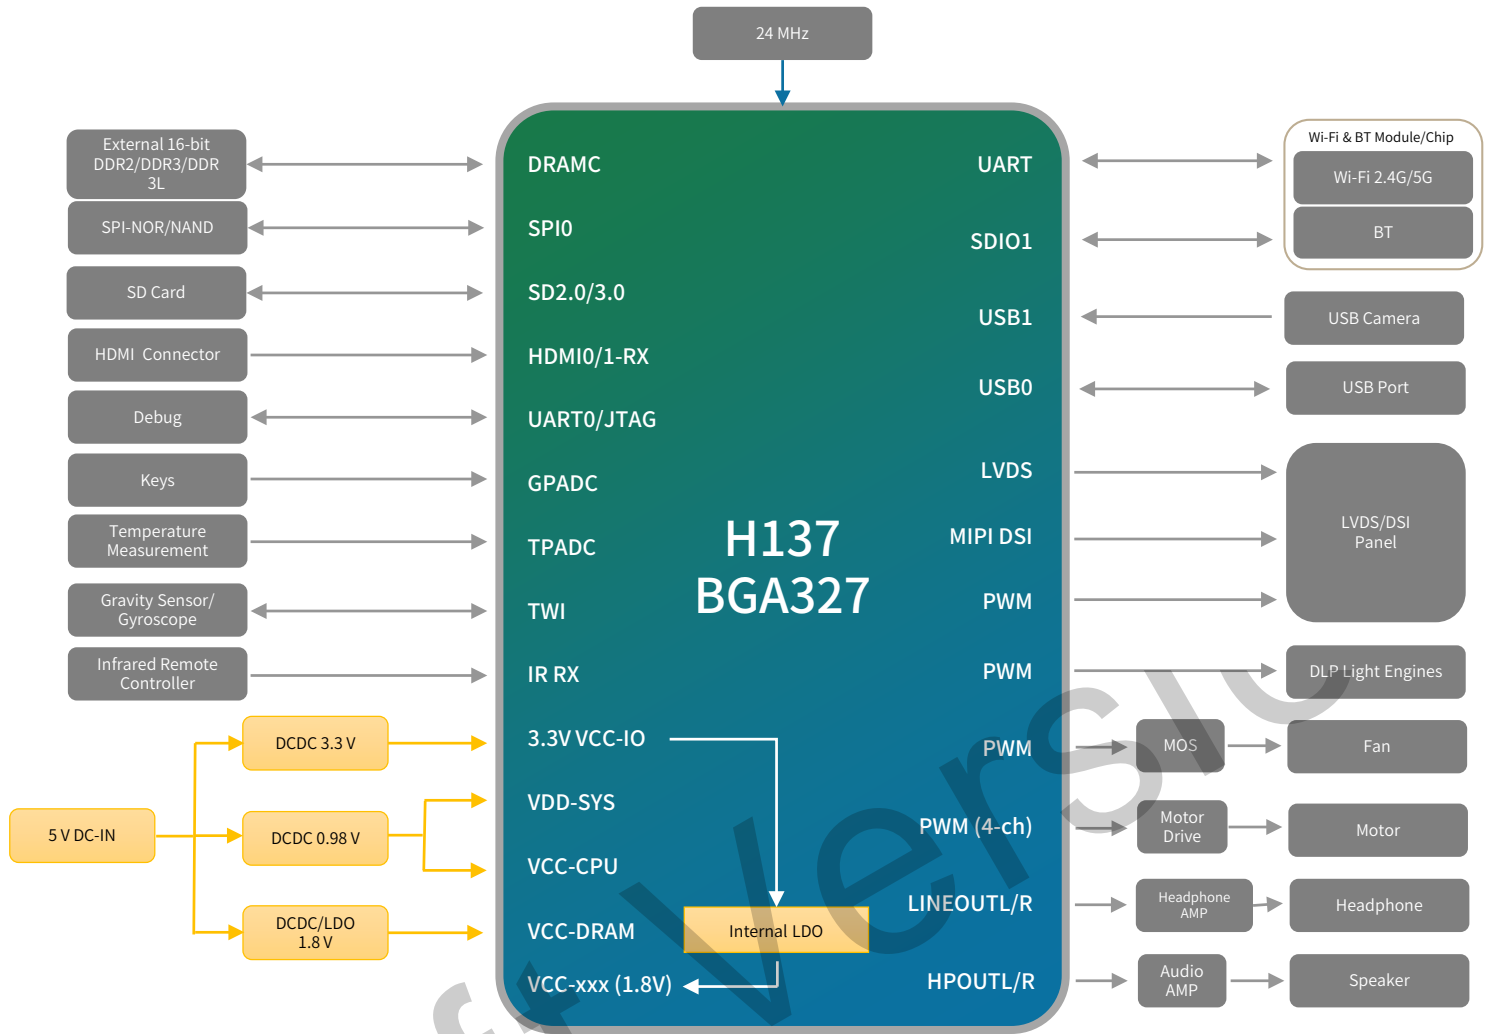 24 MHz
External 16-bit
DDR2/DDR3/DDR
3L
SPI-NOR/NAND
SD Card
HDMI Connector
Debug
Keys
Temperature
Measurement
Gravity Sensor/
Gyroscope
Infrared Remote
Controller
5 V DC-IN
DCDC 3.3 V
DCDC 0.98 V
DCDC/LDO
1.8 V
DRAMC
SPI0
SD2.0/3.0
HDMI0/1-RX
UART0/JTAG
GPADC
TPADC
TWI
IR RX
3.3V VCC-IO
VDD-SYS
VCC-CPU
VCC-DRAM
VCC-xxx (1.8V)
H137
BGA327
Internal LDO
UART
SDIO1
USB1
USB0
LVDS
MIPI DSI
PWM
PWM
PWM
PWM (4-ch)
LINEOUTL/R
HPOUTL/R
Wi-Fi & BT Module/Chip
Wi-Fi 2.4G/5G
BT
USB Camera
USB Port
LVDS/DSI
Panel
DLP Light Engines
MOS
Fan
Motor
Drive
Motor
Headphone
AMP
Headphone
Audio
AMP
Speaker